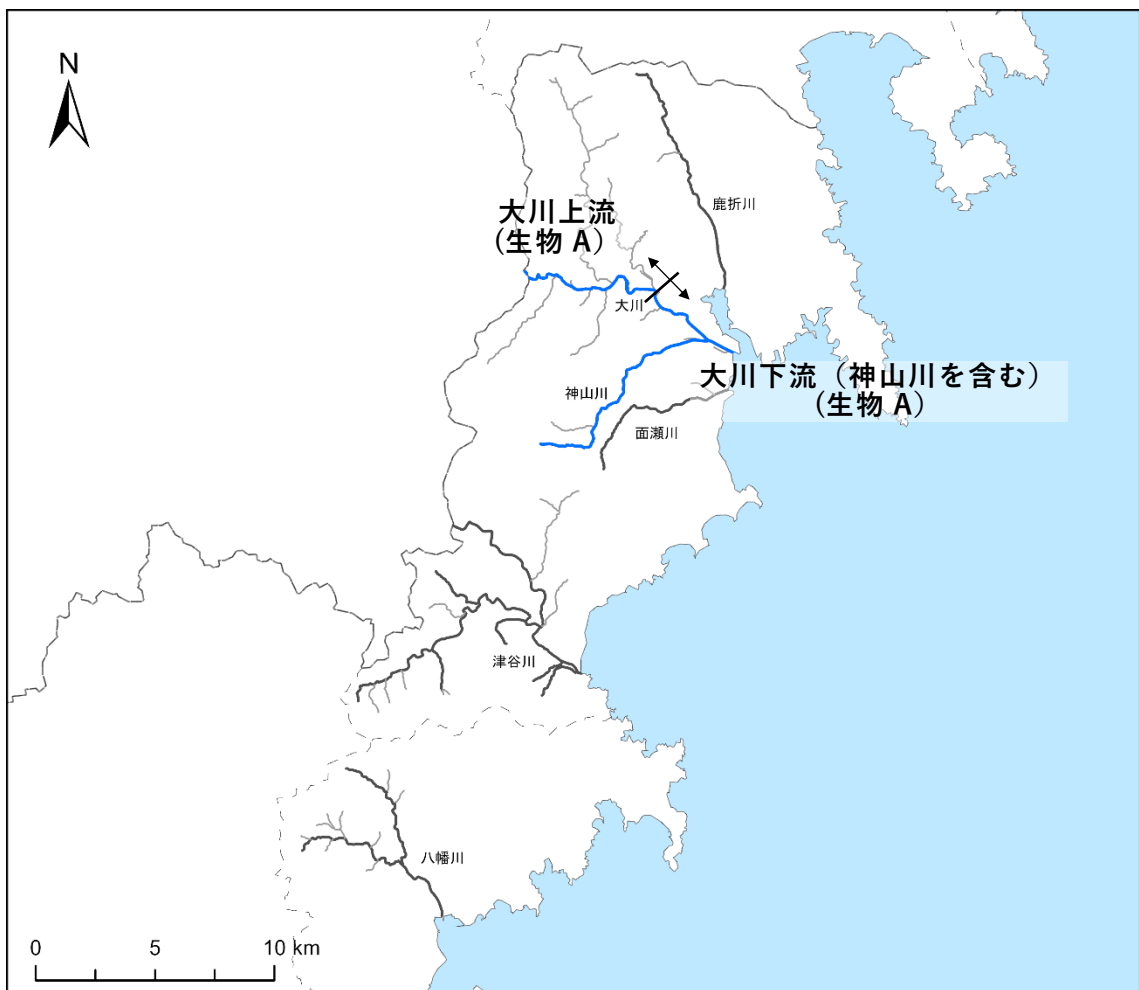 N
鹿折川
大川上流
(生物 A)
大川
大川下流（神山川を含む）
(生物 A)
神山川
面瀬川
津谷川
八幡川
0 5 10 km